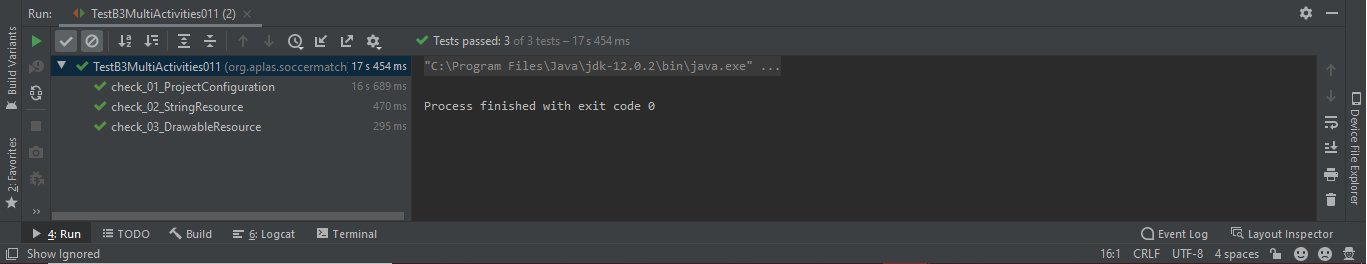 Run: TestB3MultiActivities011 (2)
Tests passed: 3 of 3 tests – 17 s 454 ms
TestB3MultiActivities011 (org.aplas.soccermatch 17 s 454 ms
check_01_ProjectConfiguration 16 s 689 ms
check_02_StringResource 470 ms
check_03_DrawableResource 295 ms
"C:\Program Files\Java\jdk-12.0.2\bin\java.exe" ...
Process finished with exit code 0
Build Variants
2: Favorites
Device File Explorer
4: Run TODO Build 6: Logcat Terminal Event Log Layout Inspector
Show Ignored 16:1 CRLF UTF-8 4 spaces